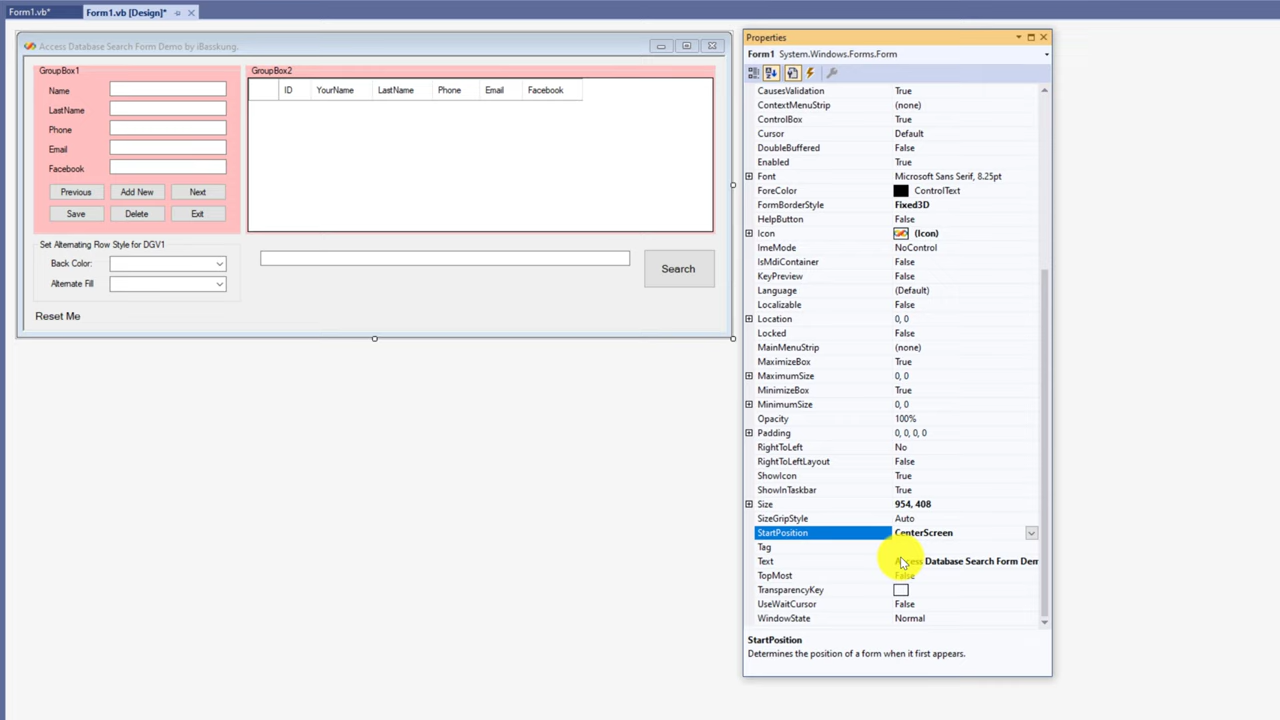 Form1.vb*
Form1.vb [Design]*
Access Database Search Form Demo by iBasskung.
GroupBox1
Name
LastName
Phone
Email
Facebook
Previous Add New Next
Save Delete Exit
GroupBox2
ID YourName LastName Phone Email Facebook
Set Alternating Row Style for DGV1
Back Color:
Alternate Fill
Search
Reset Me
Properties
Form1 System.Windows.Forms.Form
CausesValidation True
ContextMenuStrip (none)
ControlBox True
Cursor Default
DoubleBuffered False
Enabled True
Font Microsoft Sans Serif, 8.25pt
ForeColor ControlText
FormBorderStyle Fixed3D
HelpButton False
Icon (Icon)
ImeMode NoControl
IsMdiContainer False
KeyPreview False
Language (Default)
Localizable False
Location 0, 0
Locked False
MainMenuStrip (none)
MaximizeBox True
MaximumSize 0, 0
MinimizeBox True
MinimumSize 0, 0
Opacity 100%
Padding 0, 0, 0, 0
RightToLeft No
RightToLeftLayout False
ShowIcon True
ShowInTaskbar True
Size 954, 408
SizeGripStyle Auto
StartPosition CenterScreen
Tag
Text Access Database Search Form Dem
TopMost False
TransparencyKey
UseWaitCursor False
WindowState Normal
StartPosition
Determines the position of a form when it first appears.